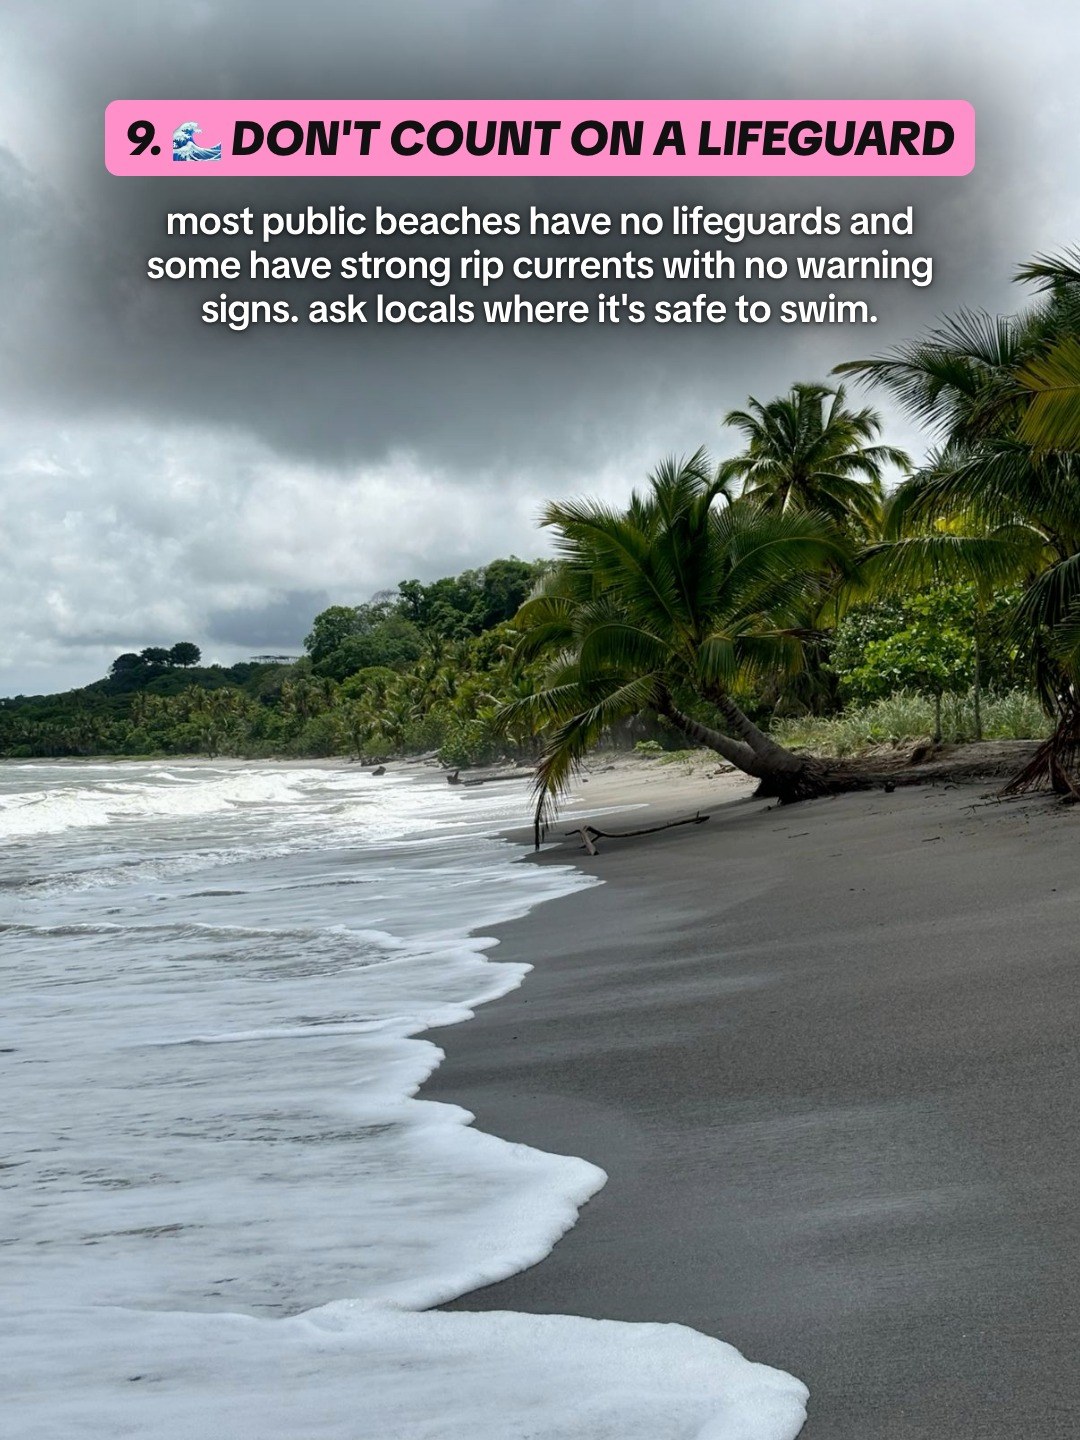 9. 🌊 DON'T COUNT ON A LIFEGUARD
most public beaches have no lifeguards and
some have strong rip currents with no warning
signs. ask locals where it's safe to swim.